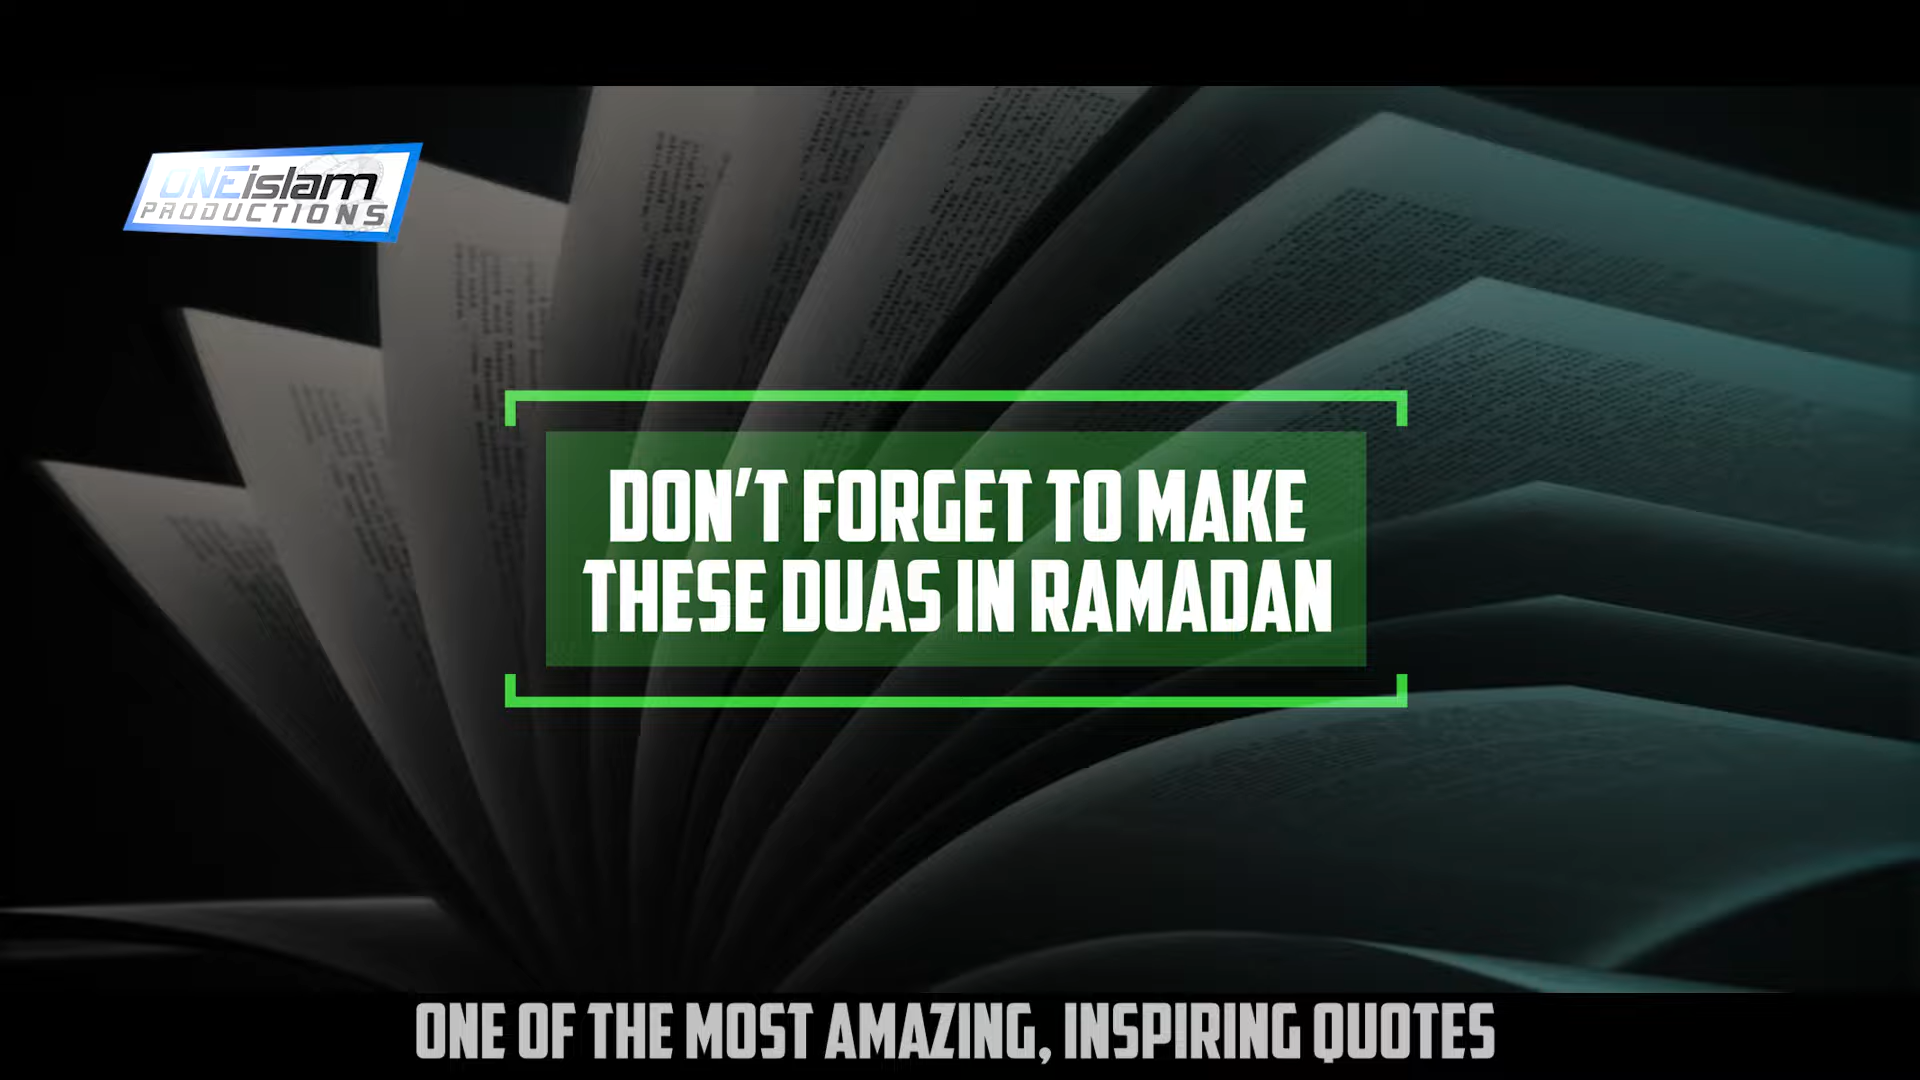 ONEislam
PRODUCTIONS
DON'T FORGET TO MAKE
THESE DUAS IN RAMADAN
ONE OF THE MOST AMAZING, INSPIRING QUOTES